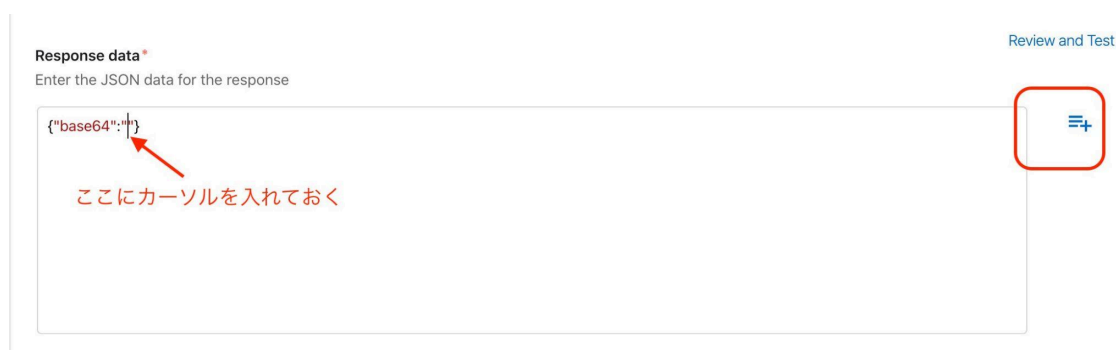 Review and Test
Response data*
Enter the JSON data for the response
{"base64":""}
ここにカーソルを入れておく